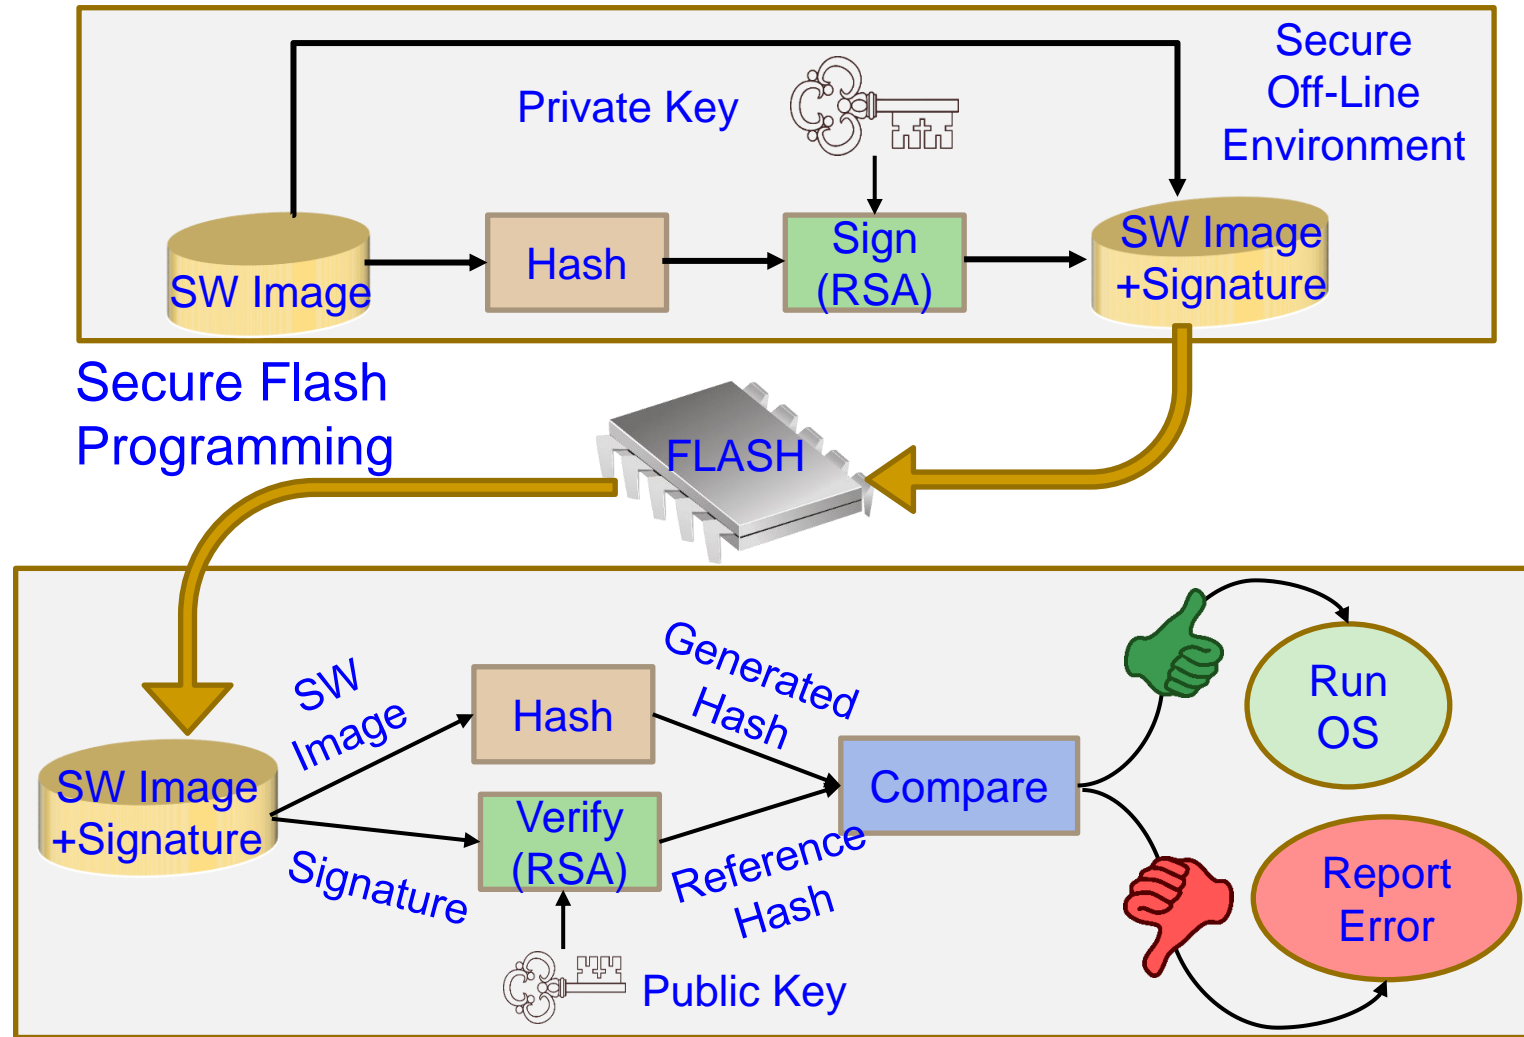 Secure
Off-Line
Environment
Private Key
SW Image
Hash
Sign
(RSA)
SW Image
+Signature
Secure Flash
Programming
FLASH
SW Image
+Signature
SW
Image
Signature
Hash
Verify
(RSA)
Public Key
Generated
Hash
Reference
Hash
Compare
Run
OS
Report
Error